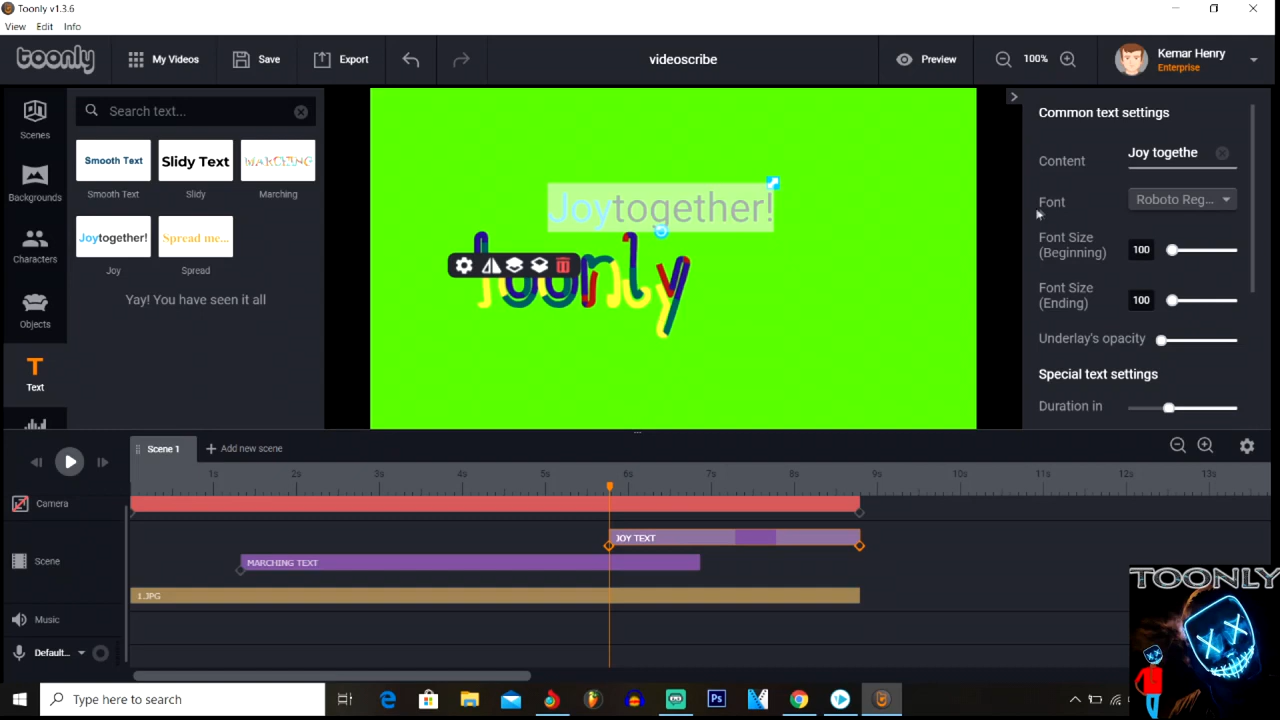 Toonly v1.3.6
View Edit Info
toonly My Videos Save Export videoscribe Preview 100% Kemar Henry
Enterprise
Scenes
Backgrounds
Characters
Objects
T
Text
Search text...
Smooth Text Slidy Text MARCHING
Smooth Text Slidy Marching
Joytogether! Spread me...
Joy Spread
Yay! You have seen it all
Joytogether!
toonly
Common text settings
Content Joy togethe
Font Roboto Reg...
Font Size
(Beginning) 100
Font Size
(Ending) 100
Underlay's opacity
Special text settings
Duration in
Scene 1 Add new scene
1s 2s 3s 4s 5s 6s 7s 8s 9s 10s 11s 12s 13s
Camera
JOY TEXT
Scene MARCHING TEXT
1.JPG
Music
Default...
TOONLY
Type here to search
Ps